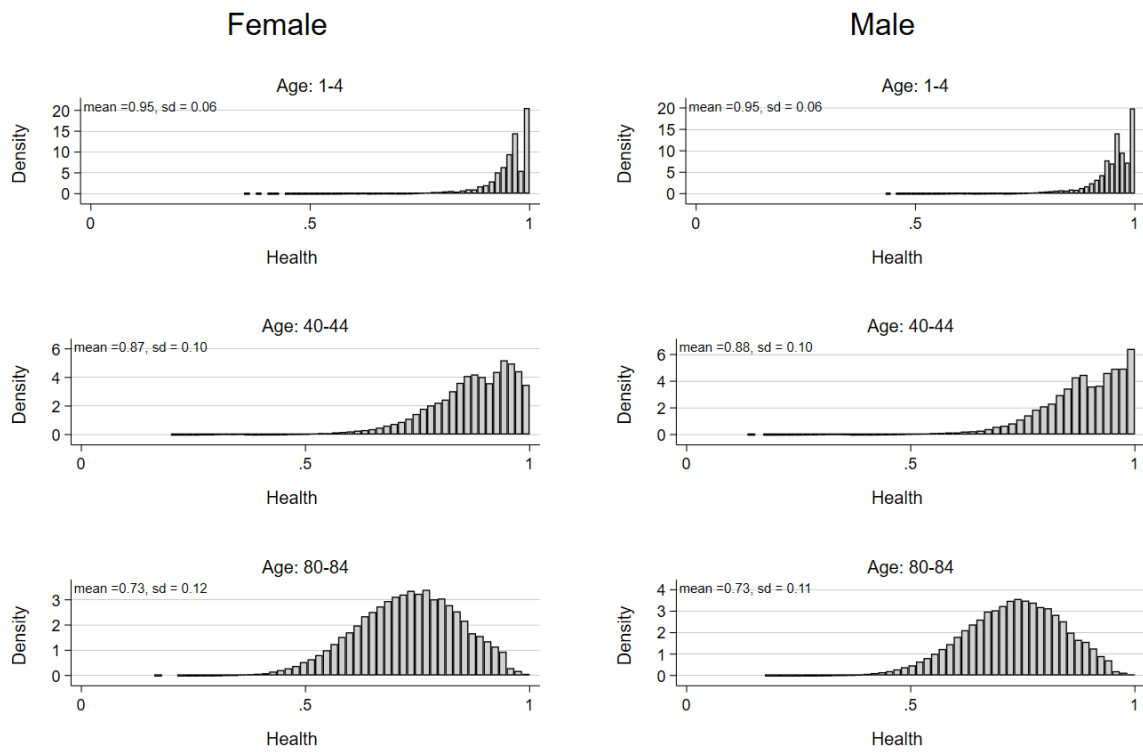 Female Male
Age: 1-4
mean =0.95, sd = 0.06
Density
20
15
10
5
0
0 .5 1
Health
Age: 1-4
mean =0.95, sd = 0.06
Density
20
15
10
5
0
0 .5 1
Health
Age: 40-44
mean =0.87, sd = 0.10
Density
6
4
2
0
0 .5 1
Health
Age: 40-44
mean =0.88, sd = 0.10
Density
6
4
2
0
0 .5 1
Health
Age: 80-84
mean =0.73, sd = 0.12
Density
3
2
1
0
0 .5 1
Health
Age: 80-84
mean =0.73, sd = 0.11
Density
4
3
2
1
0
0 .5 1
Health